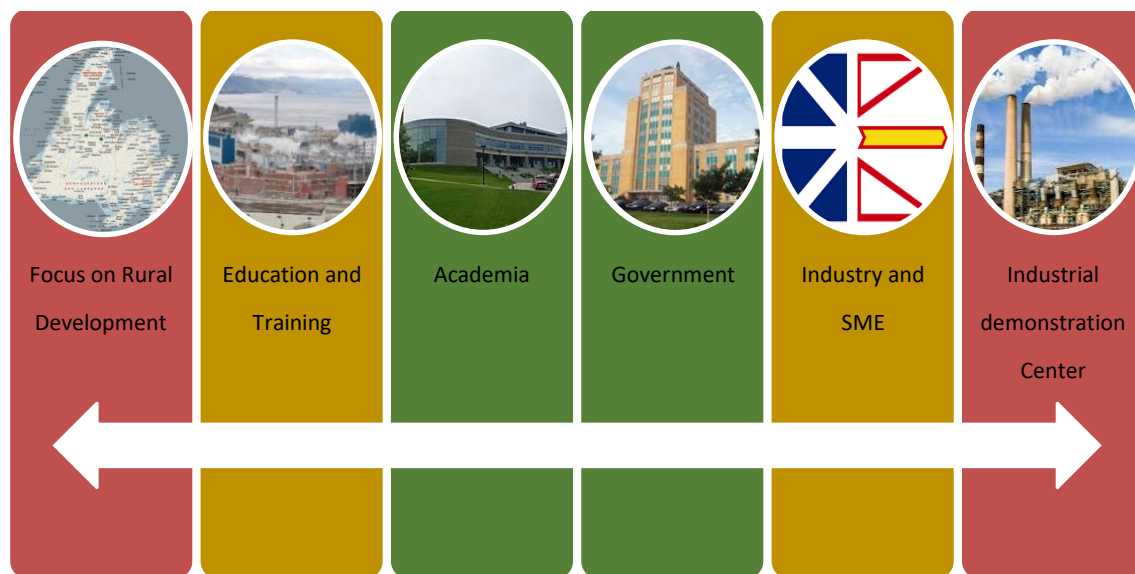 Focus on Rural
Development
Education and
Training
Academia
Government
Industry and
SME
Industrial
demonstration
Center